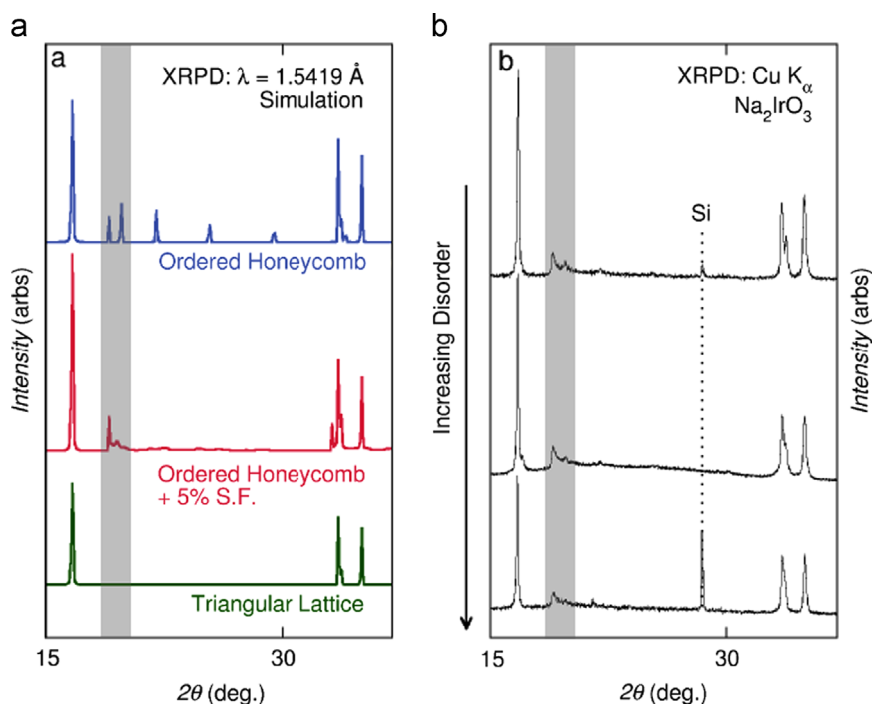 a
a
XRPD: λ = 1.5419 Å
Simulation
Ordered Honeycomb
Ordered Honeycomb
+ 5% S.F.
Triangular Lattice
Intensity (arbs)
15
30
2θ (deg.)
b
b
XRPD: Cu Kα
Na2IrO3
Si
Increasing Disorder
Intensity (arbs)
15
30
2θ (deg.)